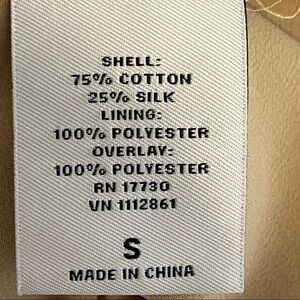 SHELL:
75% COTTON
25% SILK
LINING:
100% POLYESTER
OVERLAY:
100% POLYESTER
RN 17730
VN 1112861
S
MADE IN CHINA